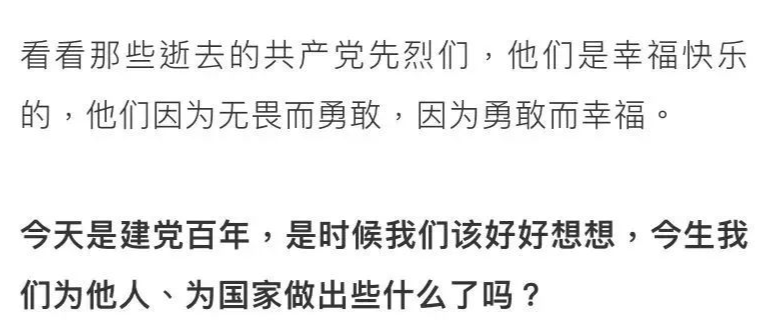 看看那些逝去的共产党先烈们，他们是幸福快乐
的，他们因为无畏而勇敢，因为勇敢而幸福。
今天是建党百年，是时候我们该好好想想，今生我
们为他人、为国家做出些什么了吗？